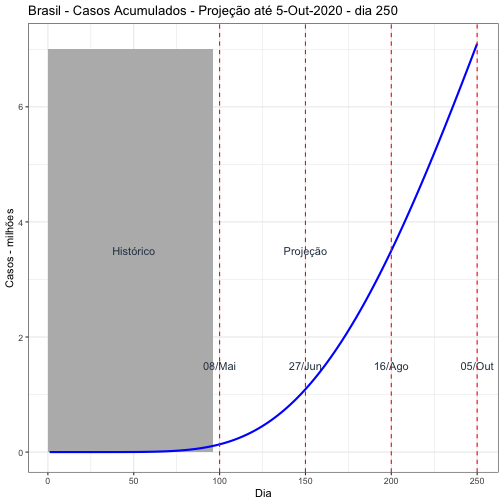 Brasil - Casos Acumulados - Projeção até 5-Out-2020 - dia 250
Casos - milhões
6
4
2
0
Histórico
Projeção
08/Mai
27/Jun
16/Ago
05/Out
0
50
100
150
200
250
Dia